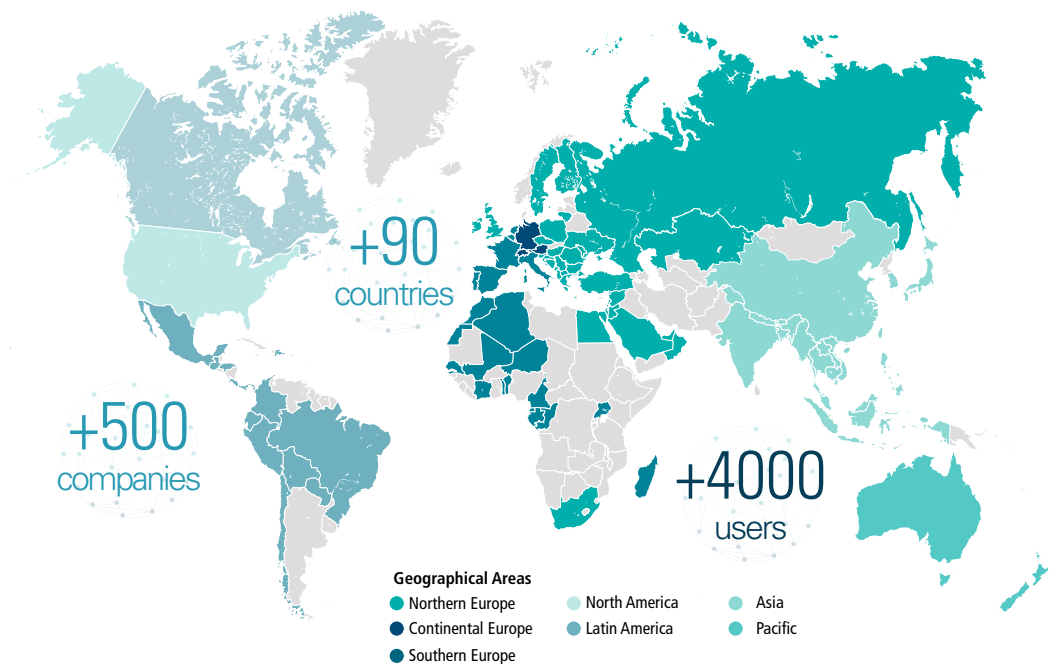 +90
countries
+500
companies
+4000
users
Geographical Areas
Northern Europe
Continental Europe
Southern Europe
North America
Latin America
Asia
Pacific